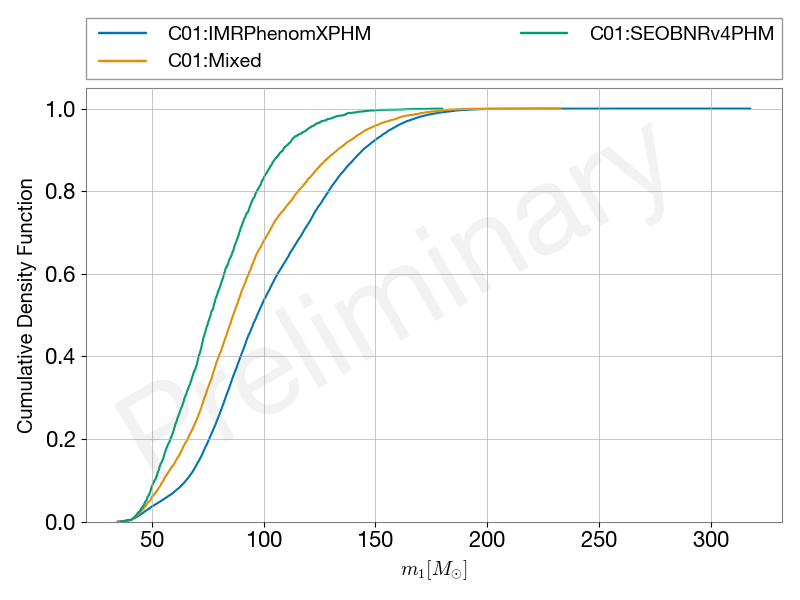 C01:IMRPhenomXPHM
C01:Mixed
C01:SEOBNRv4PHM
Preliminary
Cumulative Density Function
1.0
0.8
0.6
0.4
0.2
0.0
50 100 150 200 250 300
m₁[M☉]